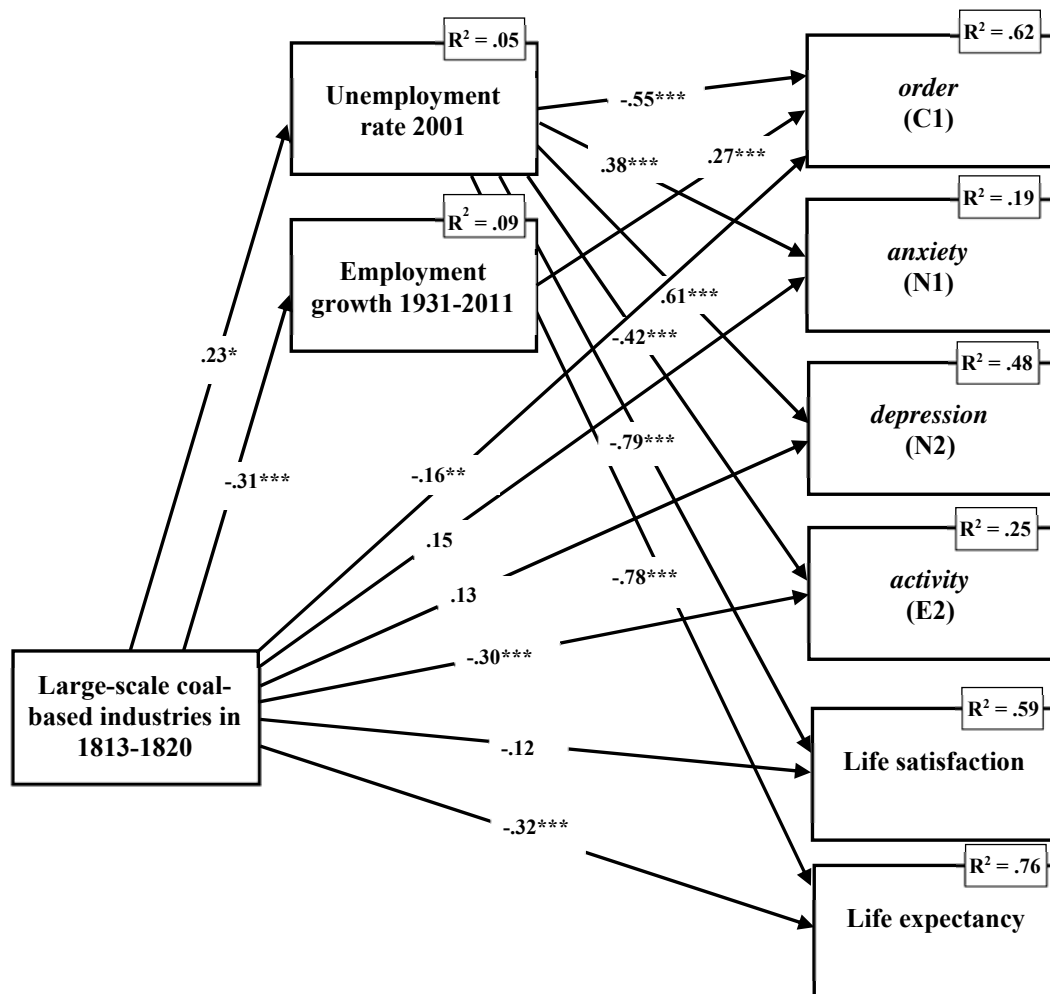 R² = .05
Unemployment
rate 2001
R² = .09
Employment
growth 1931-2011
Large-scale coal-
based industries in
1813-1820
.23*
-.31***
-.55***
.38***
.27***
.61***
-.42***
-.79***
-.78***
-.16**
.15
.13
-.30***
-.12
-.32***
R² = .62
order
(C1)
R² = .19
anxiety
(N1)
R² = .48
depression
(N2)
R² = .25
activity
(E2)
R² = .59
Life satisfaction
R² = .76
Life expectancy